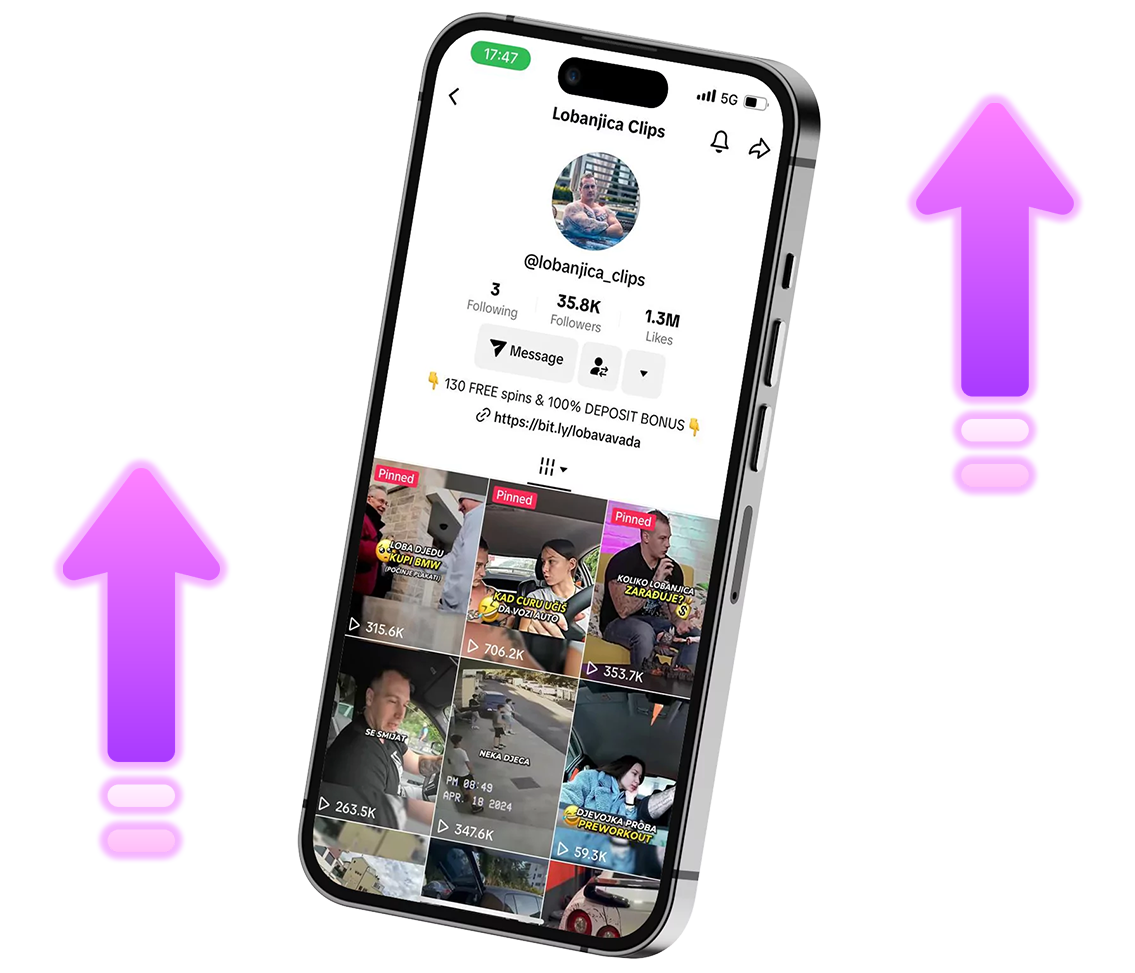 17:47
5G
Lobanjica Clips
@lobanjica_clips
3
Following
35.8K
Followers
1.3M
Likes
Message
👇 130 FREE spins & 100% DEPOSIT BONUS 👇
https://bit.ly/lobavavada
Pinned
LOBA DJEDU
KUPI BMW
(POČINJE PLAKATI)
315.6K
Pinned
KAD CURU UČIŠ
DA VOZI AUTO
706.2K
Pinned
KOLIKO LOBANJICA
ZARAĐUJE?
353.7K
SE SMIJAT
263.5K
NEKA DJECA
PM 08:49
APR. 18 2024
347.6K
DJEVOJKA PROBA
PREWORKOUT
59.3K